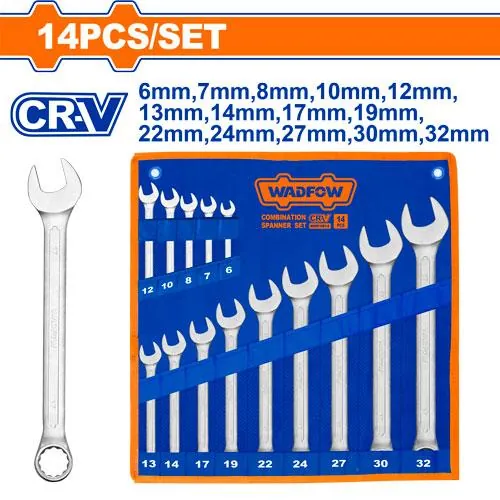 14PCS/SET
CR-V
6mm,7mm,8mm,10mm,12mm,
13mm,14mm,17mm,19mm,
22mm,24mm,27mm,30mm,32mm
WADFOW
COMBINATION
SPANNER SET
CR-V
14
PCS
12 10 8 7 6
13 14 17 19 22 24 27 30 32